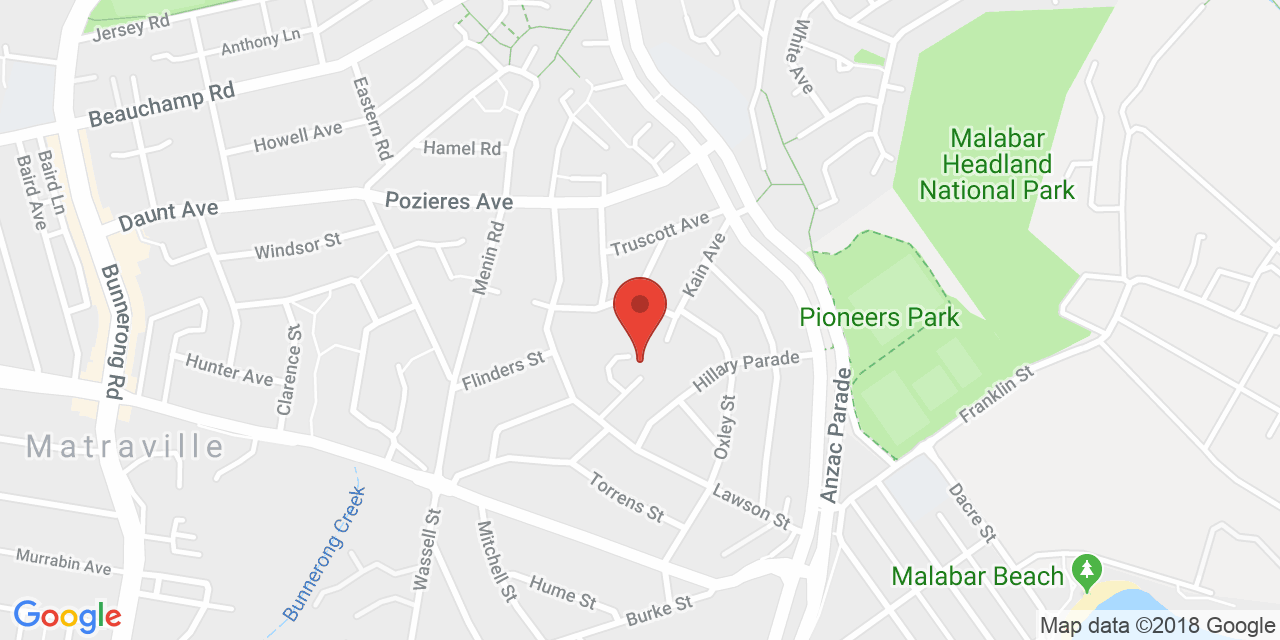 Jersey Rd
Anthony Ln
White Ave
Beauchamp Rd
Eastern Rd
Howell Ave
Hamel Rd
Malabar
Headland
National Park
Baird Ln
Baird Ave
Daunt Ave
Pozieres Ave
Truscott Ave
Windsor St
Menin Rd
Kain Ave
Bunnerong Rd
Pioneers Park
Hunter Ave
Clarence St
Flinders St
Hillary Parade
Franklin St
Oxley St
Anzac Parade
Matraville
Bunnerong Creek
Torrens St
Lawson St
Dacre St
Wassell St
Mitchell St
Murrabin Ave
Hume St
Burke St
Malabar Beach
Google
Map data ©2018 Google